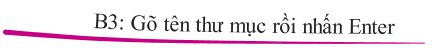 B3: Gõ tên thư mục rồi nhấn Enter